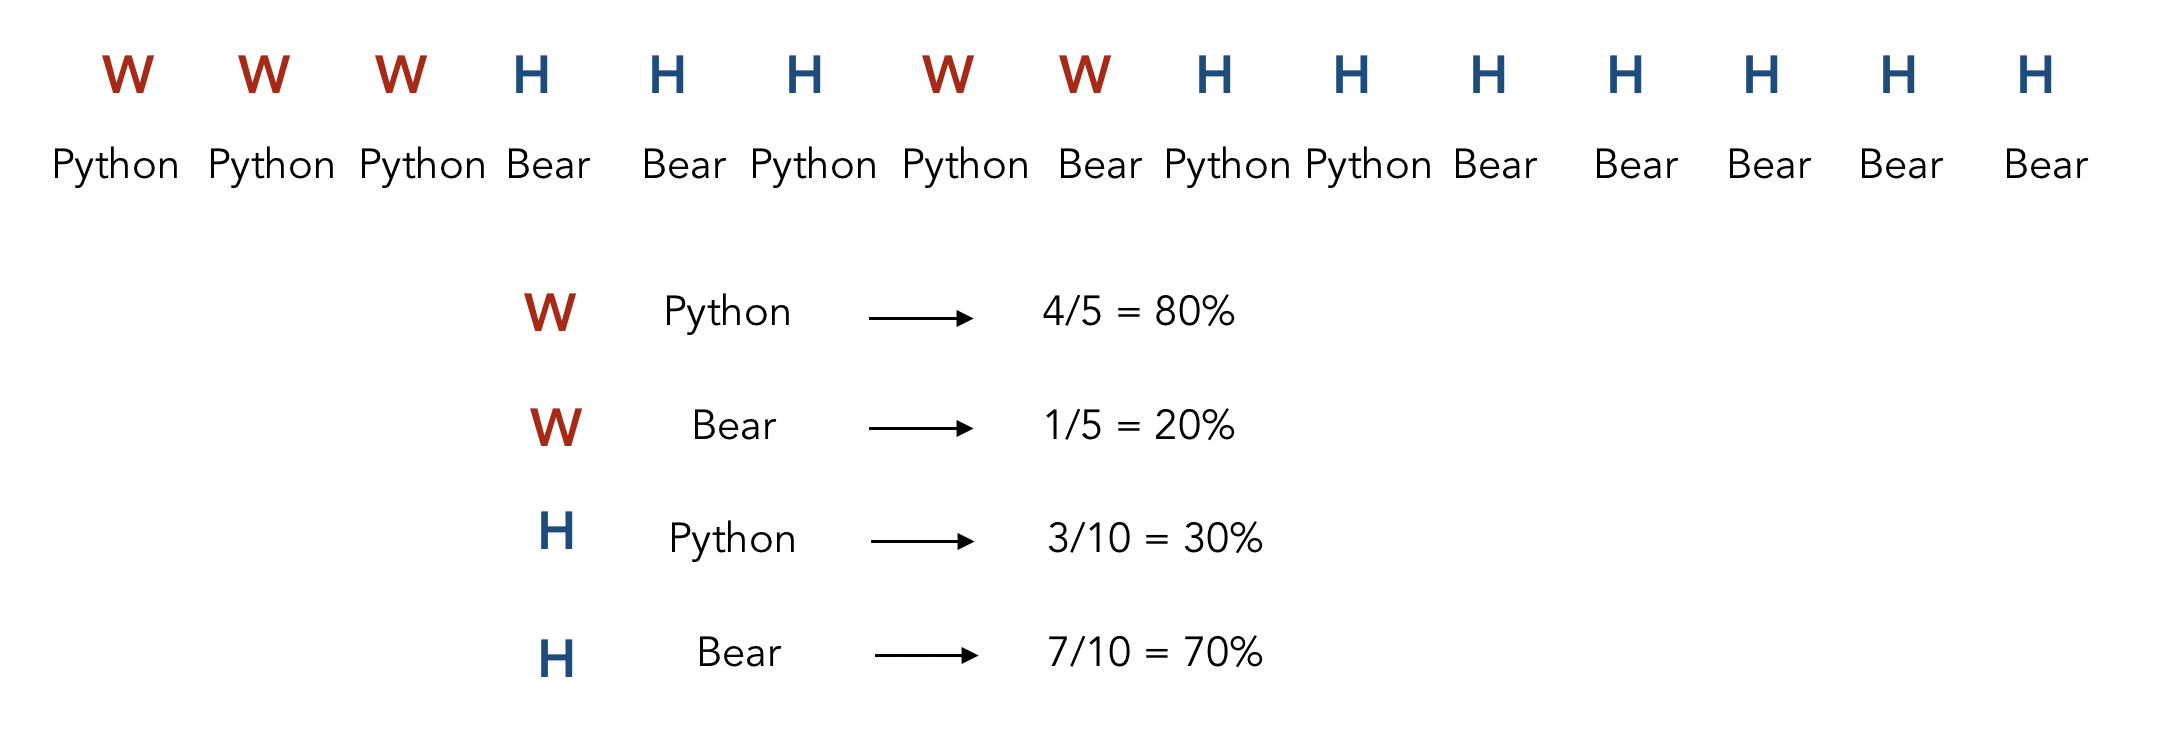 W W W H H H W W H H H H H H H
Python Python Python Bear Bear Python Python Bear Python Python Bear Bear Bear Bear Bear
W Python 4/5 = 80%
W Bear 1/5 = 20%
H Python 3/10 = 30%
H Bear 7/10 = 70%